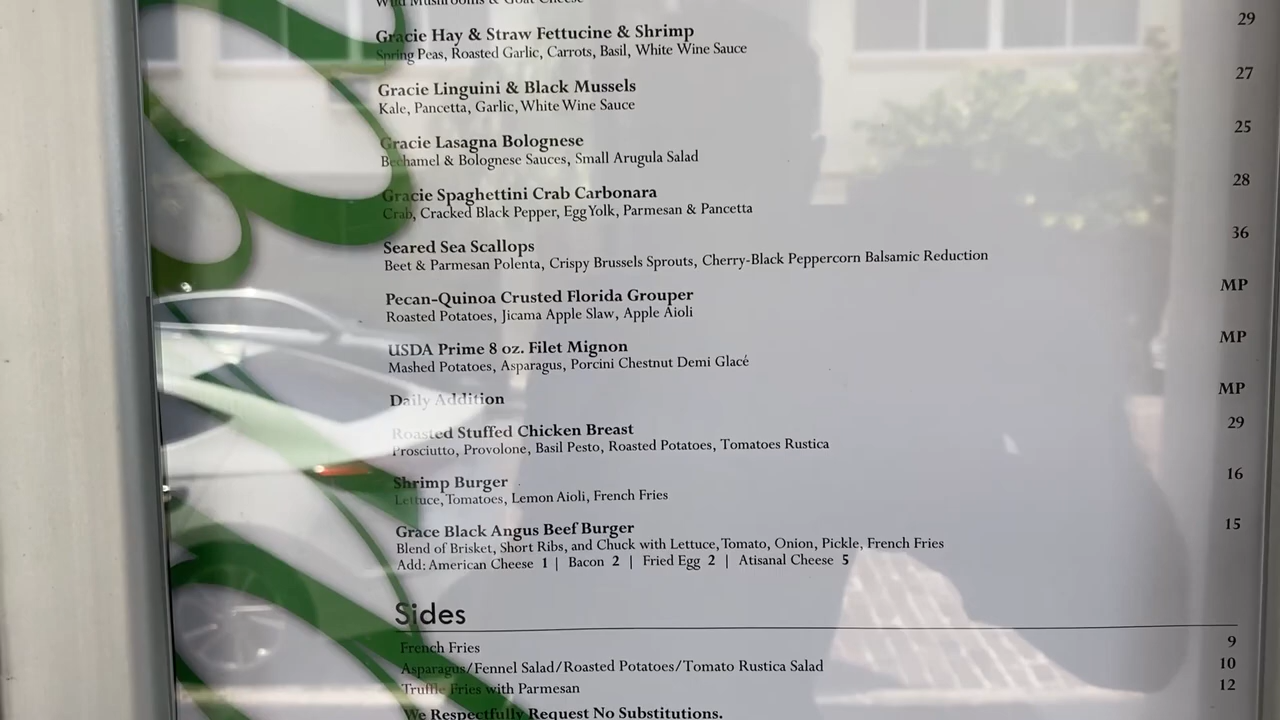 Wild Mushrooms & Goat Cheese
29
Gracie Hay & Straw Fettucine & Shrimp
Spring Peas, Roasted Garlic, Carrots, Basil, White Wine Sauce
27
Gracie Linguini & Black Mussels
Kale, Pancetta, Garlic, White Wine Sauce
25
Gracie Lasagna Bolognese
Bechamel & Bolognese Sauces, Small Arugula Salad
28
Gracie Spaghettini Crab Carbonara
Crab, Cracked Black Pepper, Egg Yolk, Parmesan & Pancetta
36
Seared Sea Scallops
Beet & Parmesan Polenta, Crispy Brussels Sprouts, Cherry-Black Peppercorn Balsamic Reduction
MP
Pecan-Quinoa Crusted Florida Grouper
Roasted Potatoes, Jicama Apple Slaw, Apple Aioli
MP
USDA Prime 8 oz. Filet Mignon
Mashed Potatoes, Asparagus, Porcini Chestnut Demi Glacé
MP
Daily Addition
29
Roasted Stuffed Chicken Breast
Prosciutto, Provolone, Basil Pesto, Roasted Potatoes, Tomatoes Rustica
16
Shrimp Burger
Lettuce, Tomatoes, Lemon Aioli, French Fries
15
Grace Black Angus Beef Burger
Blend of Brisket, Short Ribs, and Chuck with Lettuce, Tomato, Onion, Pickle, French Fries
Add: American Cheese 1 | Bacon 2 | Fried Egg 2 | Atisanal Cheese 5
Sides
French Fries 9
Asparagus/Fennel Salad/Roasted Potatoes/Tomato Rustica Salad 10
Truffle Fries with Parmesan 12
We Respectfully Request No Substitutions.